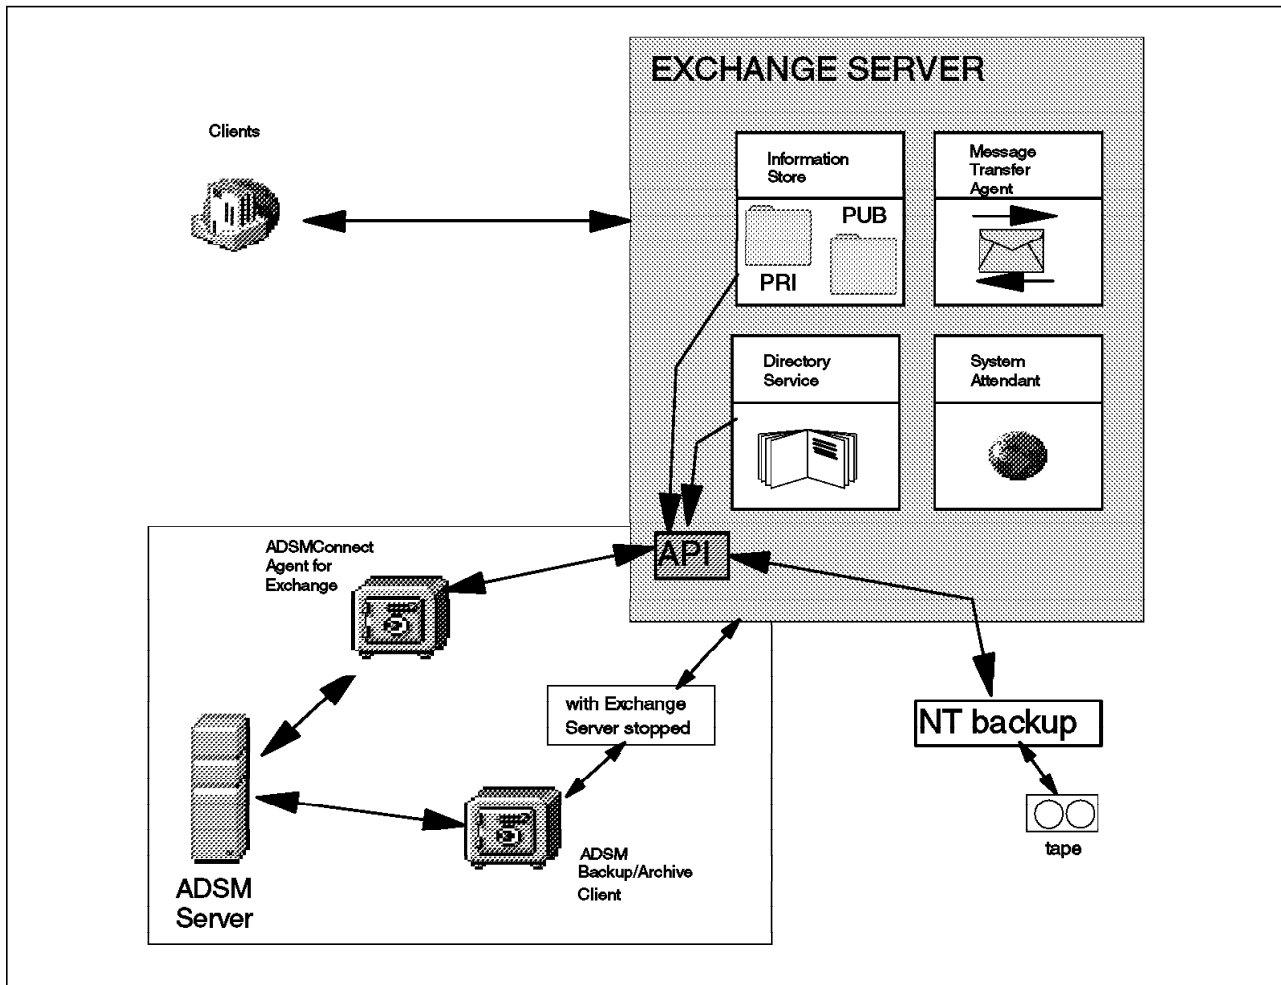 EXCHANGE SERVER
Clients
Information
Store
Message
Transfer
Agent
PUB
PRI
Directory
Service
System
Attendant
API
ADSMConnect
Agent for
Exchange
with Exchange
Server stopped
NT backup
tape
ADSM
Backup/Archive
Client
ADSM
Server